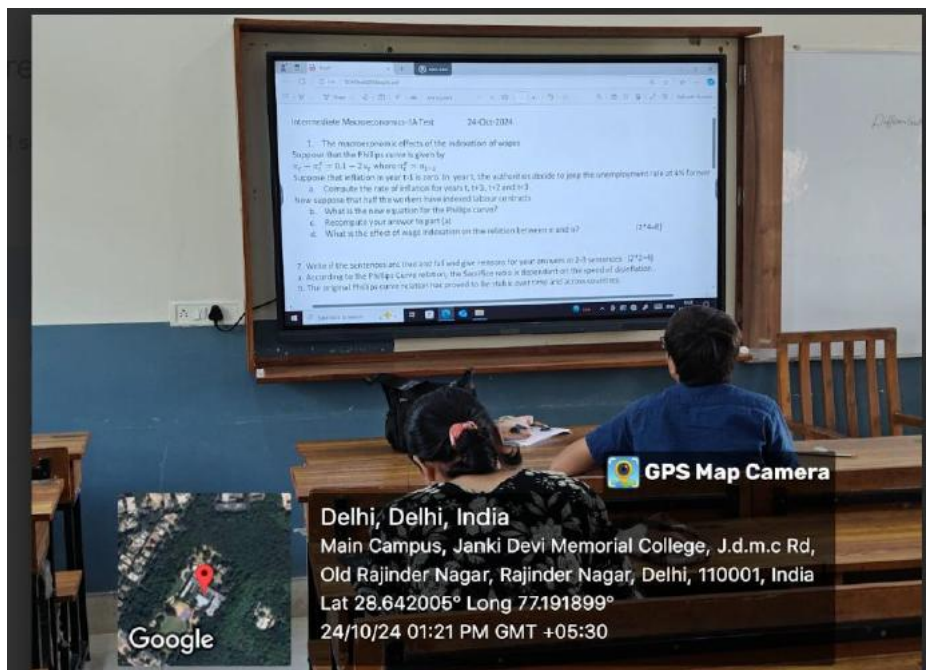 Intermediate Macroeconomics-IA Test 24-Oct-2024
1. The macroeconomic effects of the indexation of wages
Suppose that the Phillips curve is given by
where
Suppose that inflation in year t-1 is zero. In year t, the authorities decide to keep the unemployment rate at 4% forever
a. Compute the rate of inflation for years t, t+1, t+2 and t+3
Now suppose that half the workers have indexed labour contracts
b. What is the new equation for the Phillips curve?
c. Recompute your answer to part (a)
d. What is the effect of wage indexation on the relation between π and u?
Write if the sentences are true and fall and give reasons for your answers in 2-3 sentences
a. According to the Phillips Curve relation, the Sacrifice ratio is dependant on the speed of disinflation.
b. The original Phillips curve relation has proved to be stable over time and across countries.
GPS Map Camera
Delhi, Delhi, India
Main Campus, Janki Devi Memorial College, J.d.m.c Rd,
Old Rajinder Nagar, Rajinder Nagar, Delhi, 110001, India
Lat 28.642005° Long 77.191899°
24/10/24 01:21 PM GMT +05:30
Google